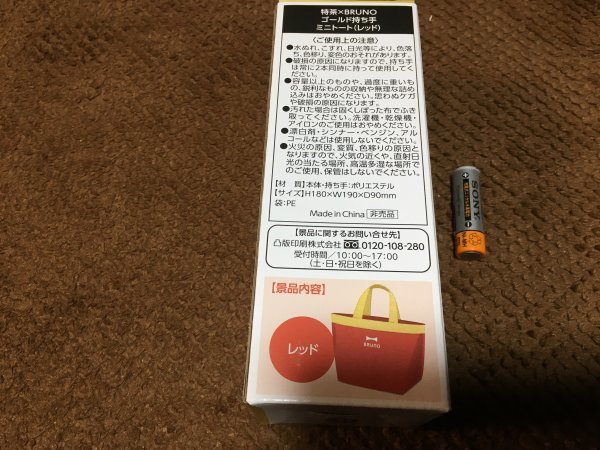 特茶×BRUNO
ゴールド持ち手
ミニトート(レッド)
〈ご使用上の注意〉
●水ぬれ、こすれ、日光等により、色落
ち、色移り、変色のおそれがあります。
●破損の原因になりますので、持ち手
は常に2本同時に持って使用してく
ださい。
●容量以上のものや、過度に重いも
の、鋭利なものの収納や無理な詰め
込みはおやめください。思わぬケガ
や破損の原因になります。
●汚れた場合は固くしぼった布でふき
取ってください。洗濯機・乾燥機・
アイロンのご使用はおやめください。
●漂白剤・シンナー・ベンジン、アル
コールなどは使用しないでください。
●火災の原因、変質、色移りの原因と
なりますので、火気の近くや、直射日
光の当たる場所、高温多湿な場所で
のご使用、保管はしないでください。
【材 質】本体・持ち手:ポリエステル
【サイズ】H180×W190×D90mm
袋:PE
Made in China 非売品
【景品に関するお問い合せ先】
凸版印刷株式会社 0120-108-280
受付時間/10:00〜17:00
(土・日・祝日を除く)
【景品内容】
レッド
BRUNO
SONY